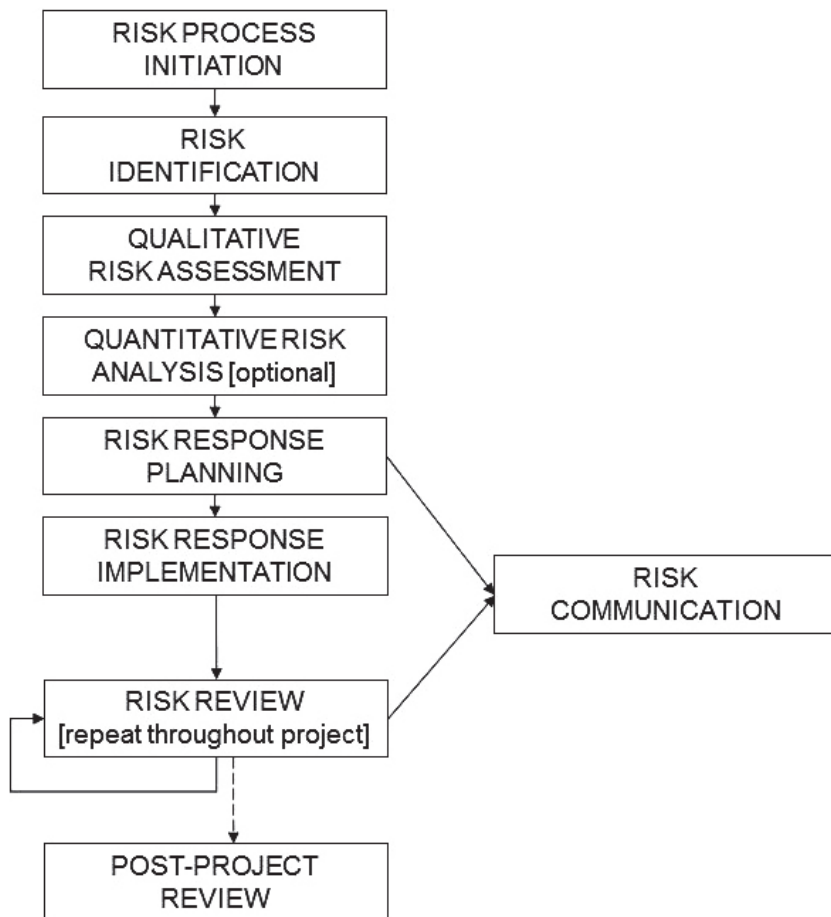 RISK PROCESS
INITIATION
RISK
IDENTIFICATION
QUALITATIVE
RISK ASSESSMENT
QUANTITATIVE RISK
ANALYSIS [optional]
RISK RESPONSE
PLANNING
RISK RESPONSE
IMPLEMENTATION
RISK
COMMUNICATION
RISK REVIEW
[repeat throughout project]
POST-PROJECT
REVIEW